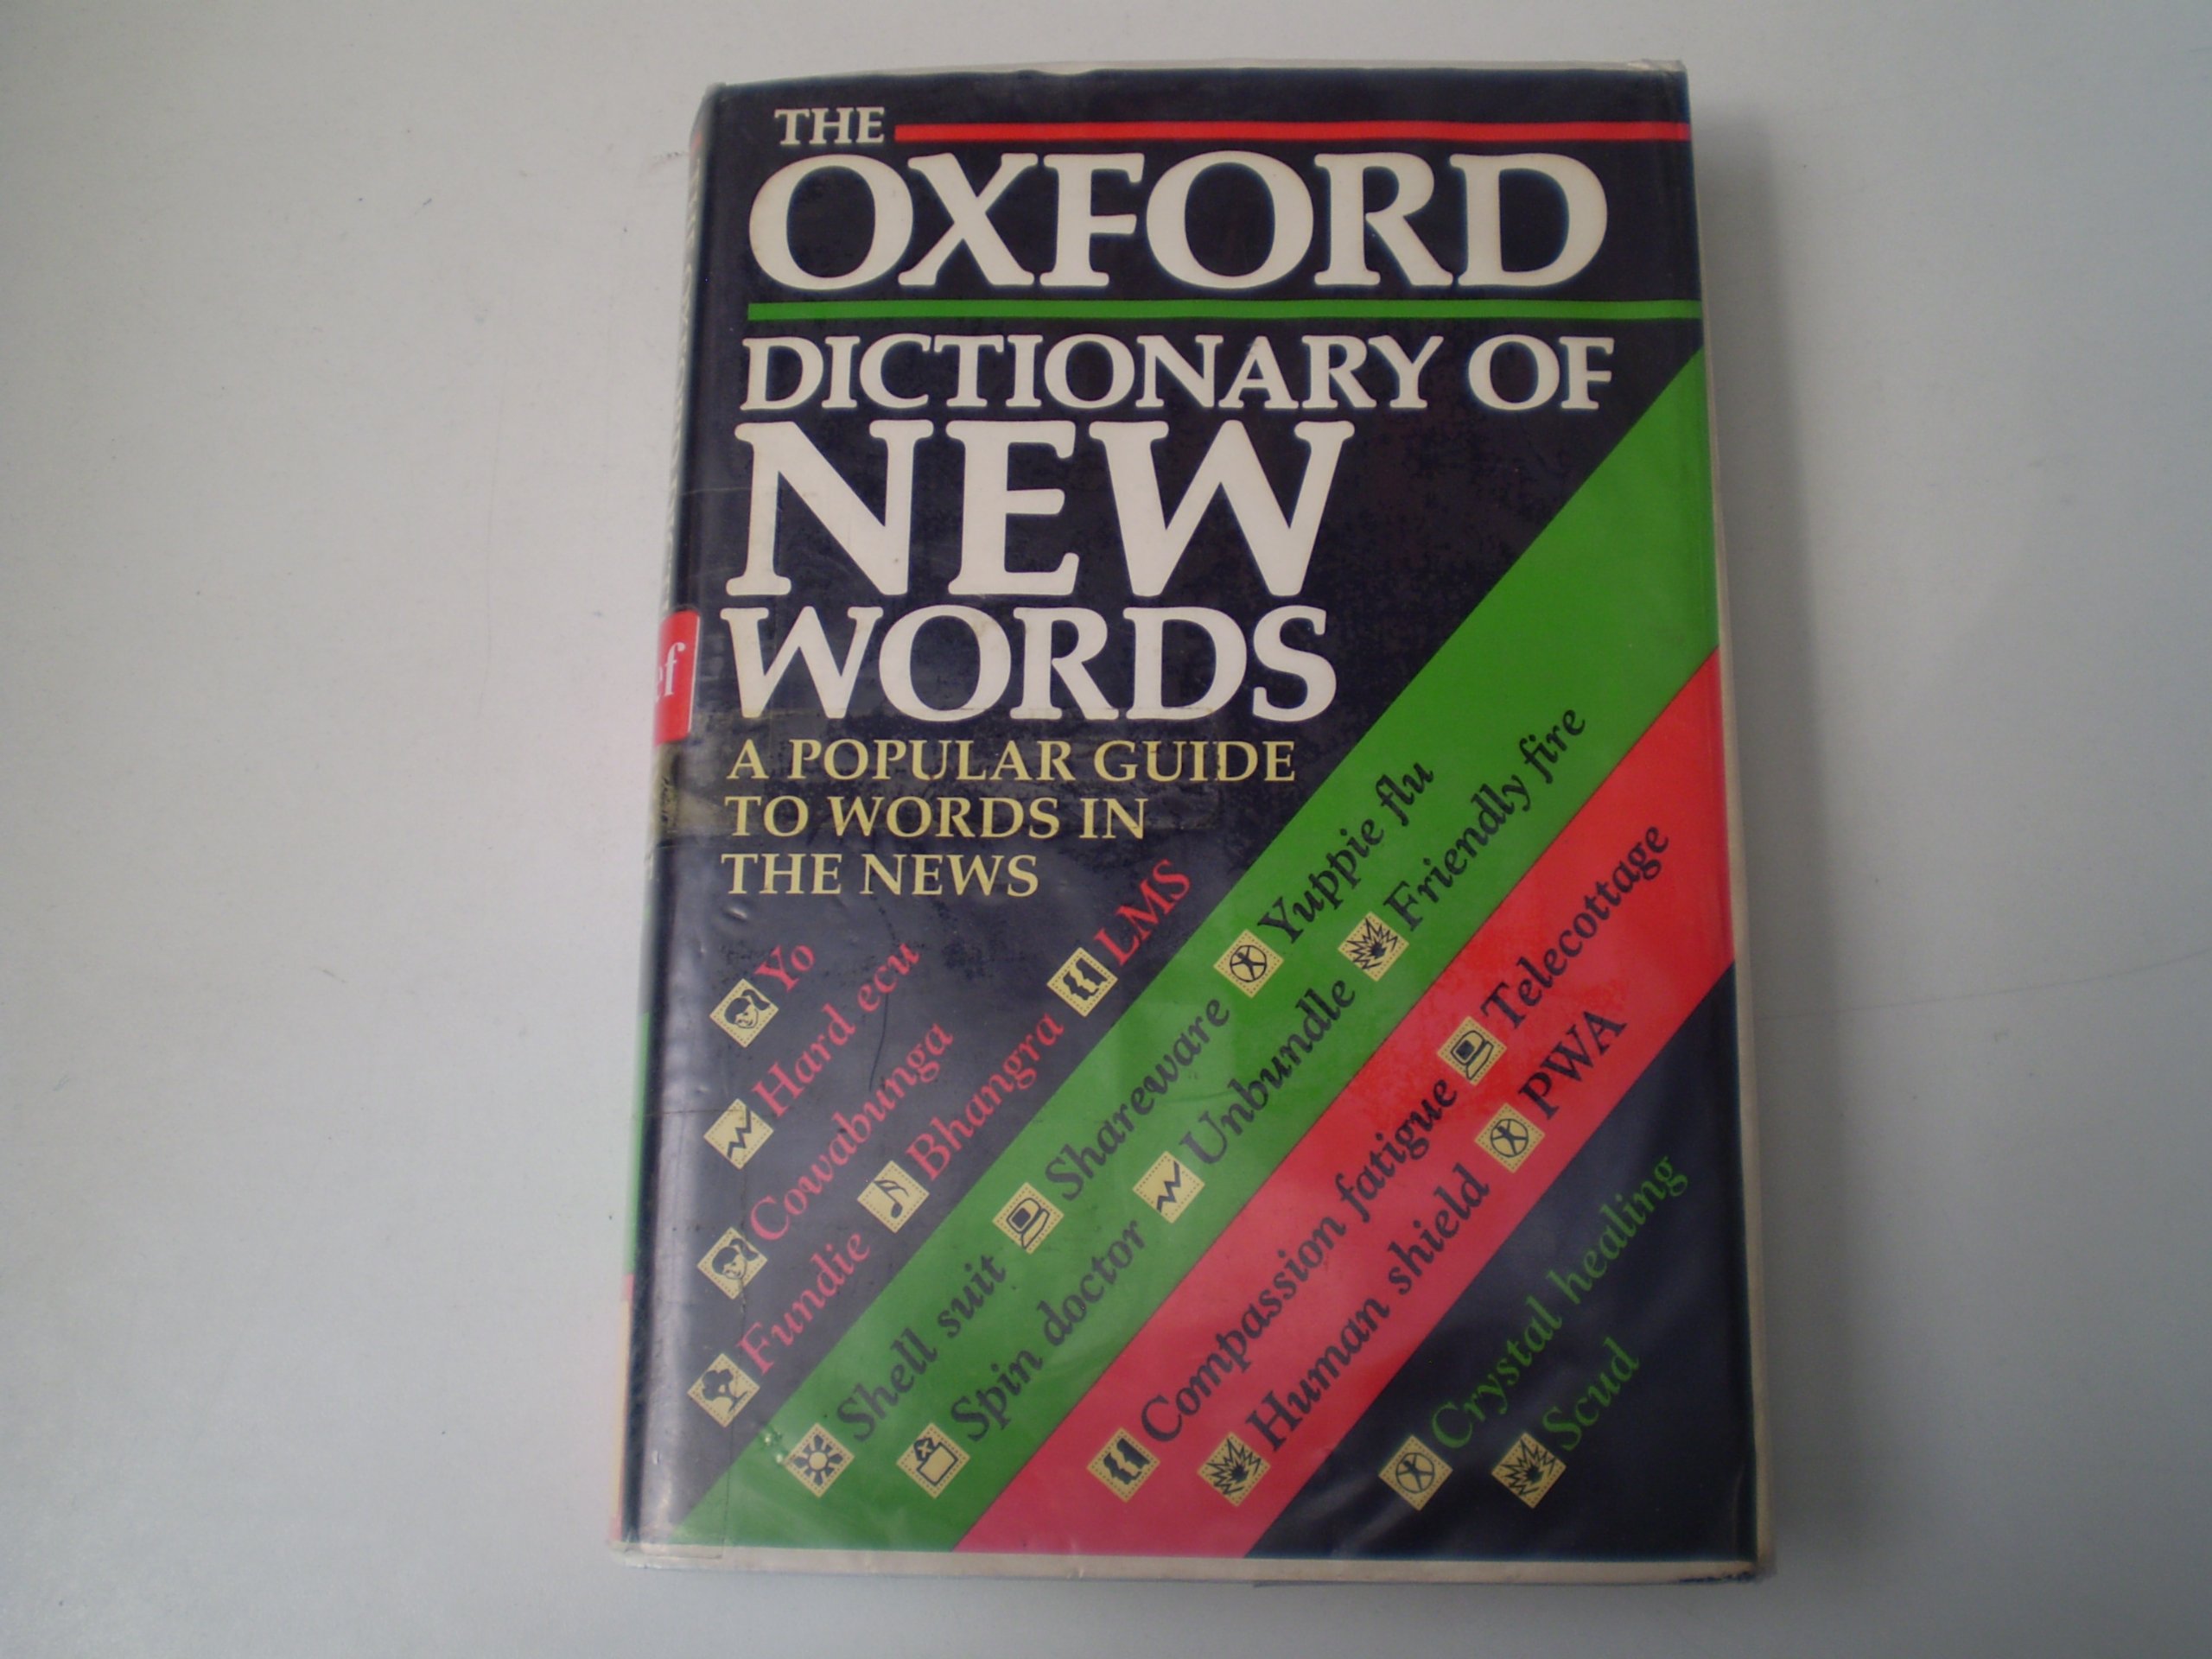 THE
OXFORD
DICTIONARY OF
NEW
WORDS
A POPULAR GUIDE
TO WORDS IN
THE NEWS
Yo
Hard ecu
Cowabunga
Fundie Bhangra LMS
Shell suit Shareware Yuppie flu
Spin doctor Unbundle Friendly fire
Compassion fatigue Telecottage
Human shield PWA
Crystal healing
Scud
ef